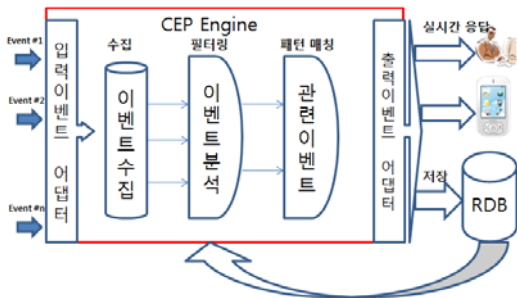 CEP Engine
Event #1
Event #2
Event #n
입력이벤트 어댑터
수집
이벤트수집
필터링
이벤트분석
패턴 매칭
관련이벤트
출력이벤트 어댑터
실시간 응답
저장
RDB